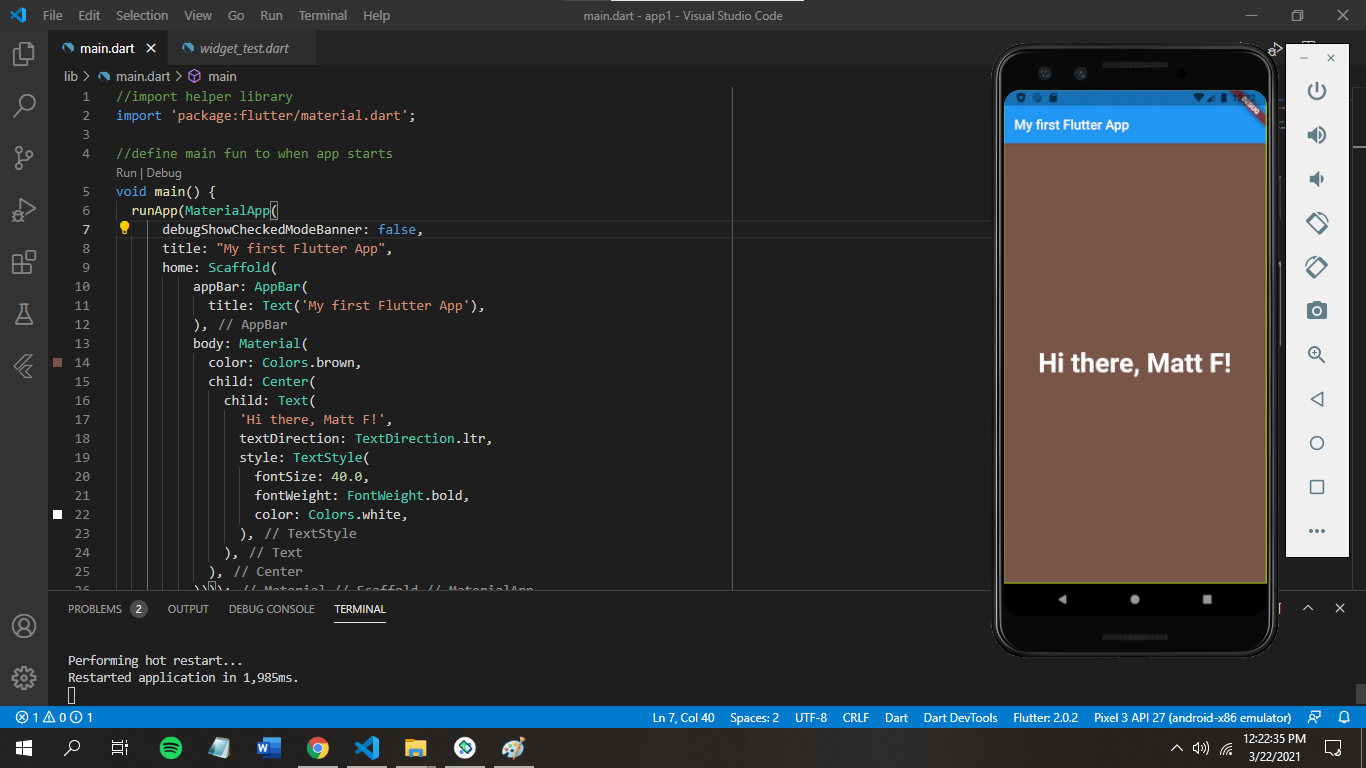 File Edit Selection View Go Run Terminal Help
main.dart - app1 - Visual Studio Code
main.dart
widget_test.dart
lib > main.dart > main
1 //import helper library
2 import 'package:flutter/material.dart';
3
4 //define main fun to when app starts
Run | Debug
5 void main() {
6 runApp(MaterialApp(
7 debugShowCheckedModeBanner: false,
8 title: "My first Flutter App",
9 home: Scaffold(
10 appBar: AppBar(
11 title: Text('My first Flutter App'),
12 ), // AppBar
13 body: Material(
14 color: Colors.brown,
15 child: Center(
16 child: Text(
17 'Hi there, Matt F!',
18 textDirection: TextDirection.ltr,
19 style: TextStyle(
20 fontSize: 40.0,
21 fontWeight: FontWeight.bold,
22 color: Colors.white,
23 ), // TextStyle
24 ), // Text
25 ), // Center
26 )))); // Material // Scaffold // MaterialApp
DEBUG
My first Flutter App
Hi there, Matt F!
PROBLEMS 2 OUTPUT DEBUG CONSOLE TERMINAL
Performing hot restart...
Restarted application in 1,985ms.
1 0 1
Ln 7, Col 40 Spaces: 2 UTF-8 CRLF Dart Dart DevTools Flutter: 2.0.2 Pixel 3 API 27 (android-x86 emulator)
12:22:35 PM
3/22/2021